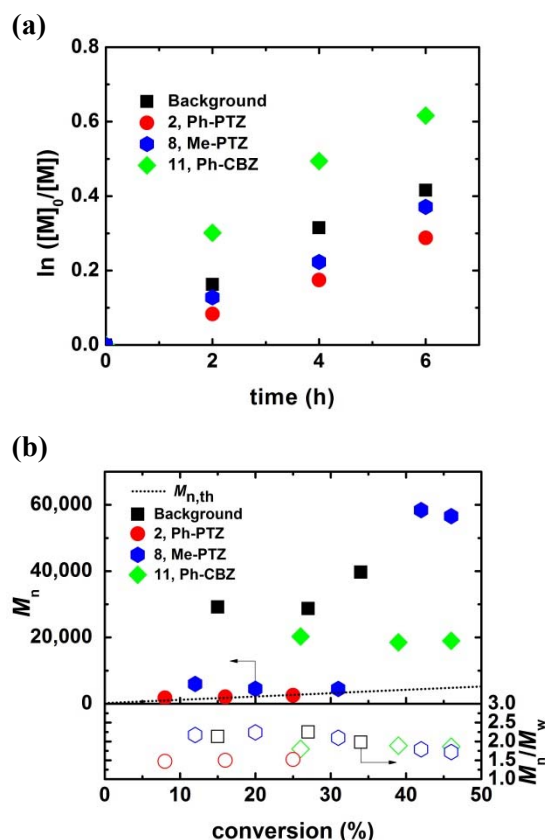 (a)
0.8
0.6
0.4
0.2
0.0
ln ([M]₀/[M])
Background
2, Ph-PTZ
8, Me-PTZ
11, Ph-CBZ
0 2 4 6
time (h)
(b)
60,000
40,000
20,000
0
Mₙ
Mₙ,th
Background
2, Ph-PTZ
8, Me-PTZ
11, Ph-CBZ
3.0
2.5
2.0
1.5
1.0
Mₙ/M_w
0 10 20 30 40 50
conversion (%)